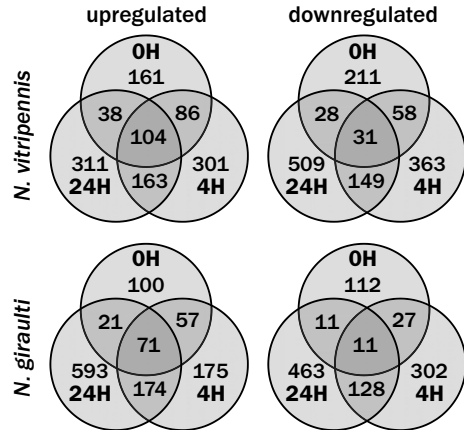 upregulated downregulated
N. vitripennis
0H 0H
161 211
38 86 28 58
104 31
311 301 509 363
24H 163 4H 24H 149 4H
N. giraulti
0H 0H
100 112
21 57 11 27
71 11
593 175 463 302
24H 174 4H 24H 128 4H